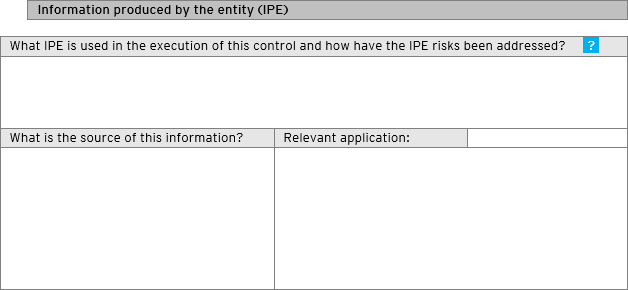 Information produced by the entity (IPE)
What IPE is used in the execution of this control and how have the IPE risks been addressed? ?
What is the source of this information? Relevant application: